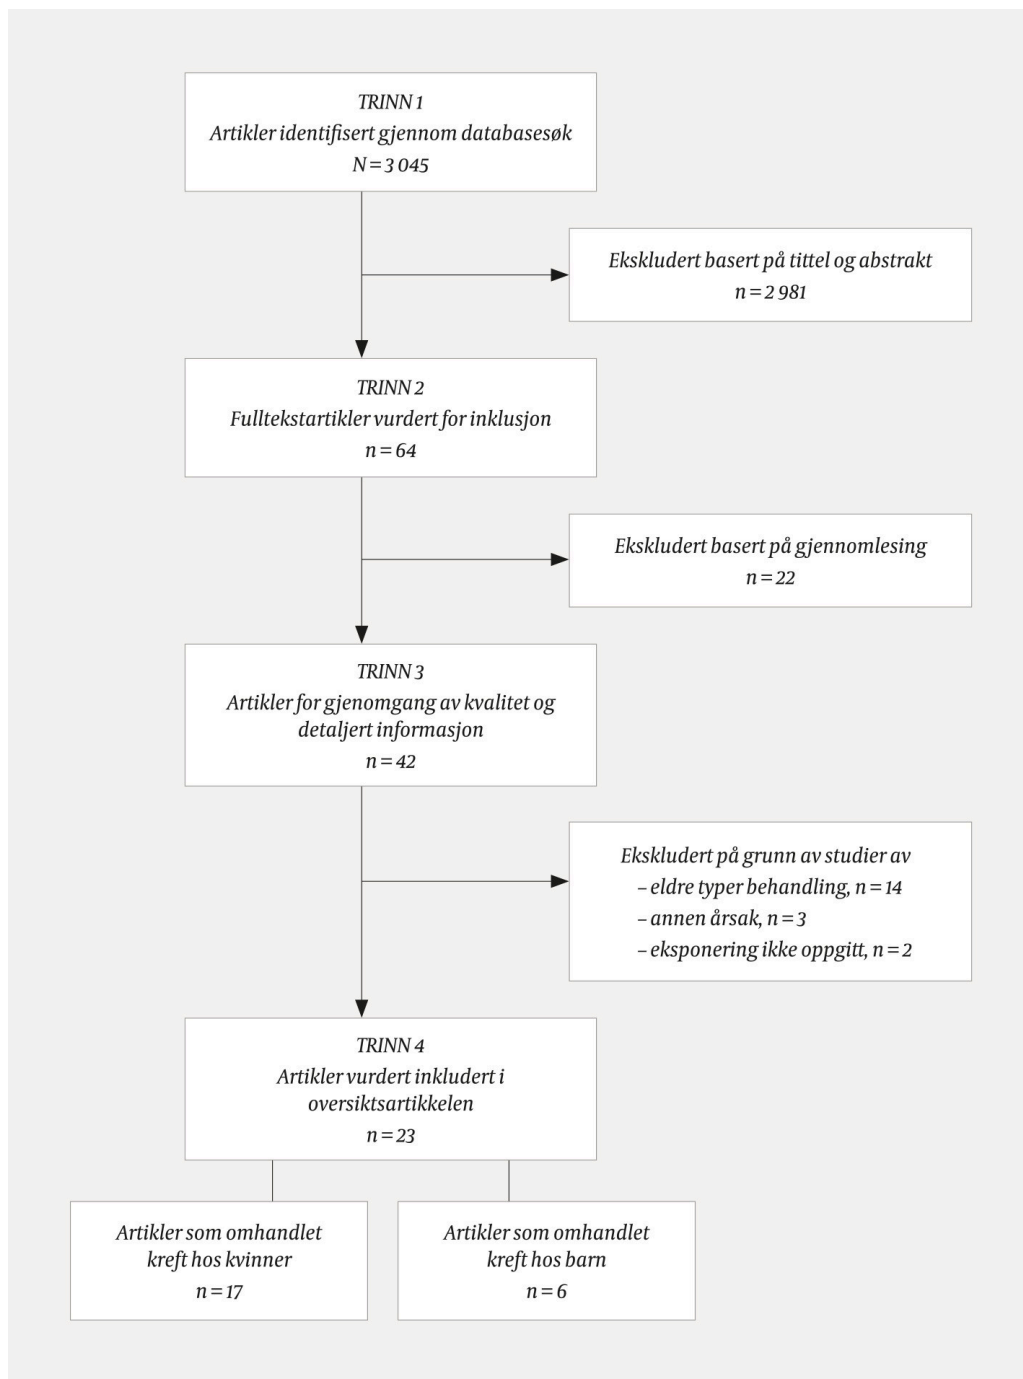 TRINN 1
Artikler identifisert gjennom databasesøk
N = 3 045
Ekskludert basert på tittel og abstrakt
n = 2 981
TRINN 2
Fulltekstartikler vurdert for inklusjon
n = 64
Ekskludert basert på gjennomlesing
n = 22
TRINN 3
Artikler for gjenomgang av kvalitet og
detaljert informasjon
n = 42
Ekskludert på grunn av studier av
– eldre typer behandling, n = 14
– annen årsak, n = 3
– eksponering ikke oppgitt, n = 2
TRINN 4
Artikler vurdert inkludert i
oversiktsartikkelen
n = 23
Artikler som omhandlet
kreft hos kvinner
n = 17
Artikler som omhandlet
kreft hos barn
n = 6